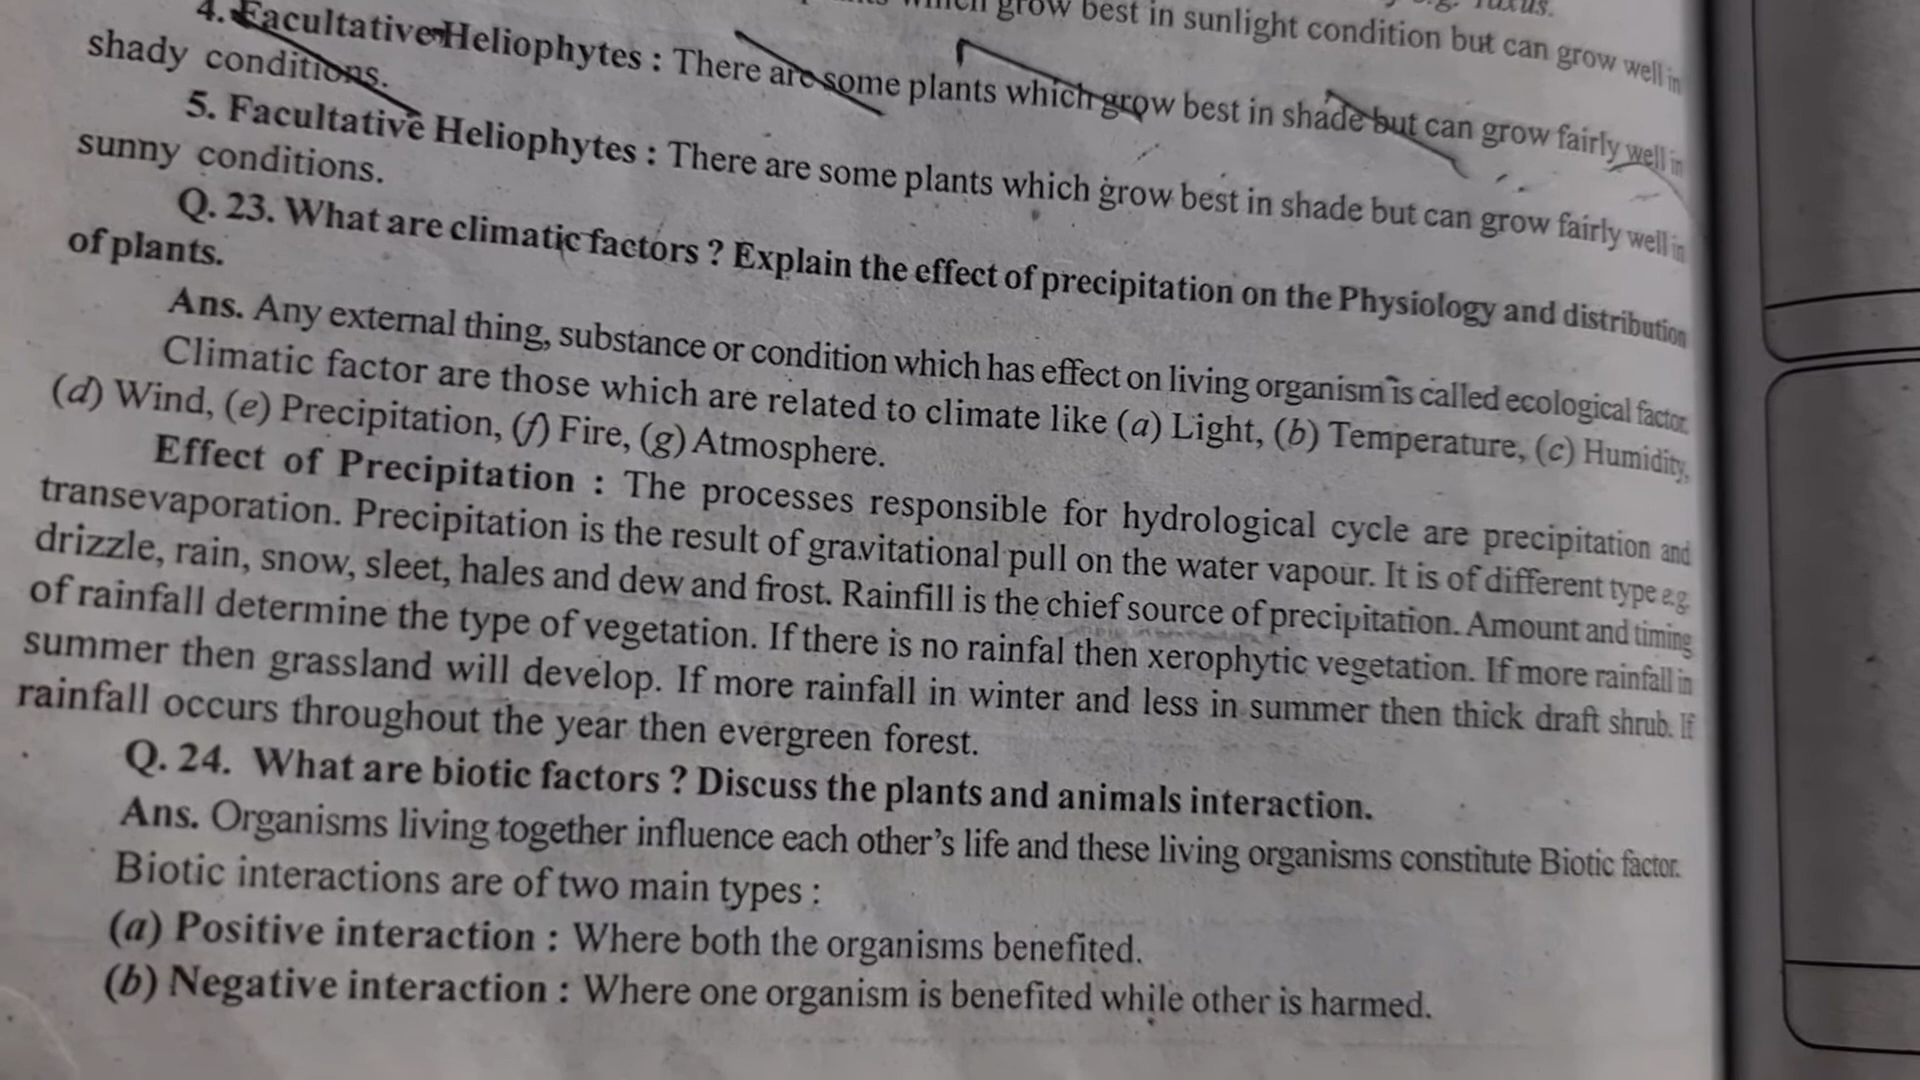 which grow best in sunlight condition but can grow well in
shady conditions.
4. Facultative Heliophytes : There are some plants which grow best in shade but can grow fairly well in
5. Facultative Heliophytes : There are some plants which grow best in shade but can grow fairly well in
sunny conditions.
Q. 23. What are climatic factors ? Explain the effect of precipitation on the Physiology and distribution
of plants.
Ans. Any external thing, substance or condition which has effect on living organism is called ecological factor.
Climatic factor are those which are related to climate like (a) Light, (b) Temperature, (c) Humidity,
(d) Wind, (e) Precipitation, (f) Fire, (g) Atmosphere.
Effect of Precipitation : The processes responsible for hydrological cycle are precipitation and
transevaporation. Precipitation is the result of gravitational pull on the water vapour. It is of different type e.g.
drizzle, rain, snow, sleet, hales and dew and frost. Rainfill is the chief source of precipitation. Amount and timing
of rainfall determine the type of vegetation. If there is no rainfal then xerophytic vegetation. If more rainfall in
summer then grassland will develop. If more rainfall in winter and less in summer then thick draft shrub. If
rainfall occurs throughout the year then evergreen forest.
Q. 24. What are biotic factors ? Discuss the plants and animals interaction.
Ans. Organisms living together influence each other's life and these living organisms constitute Biotic factor.
Biotic interactions are of two main types :
(a) Positive interaction : Where both the organisms benefited.
(b) Negative interaction : Where one organism is benefited while other is harmed.